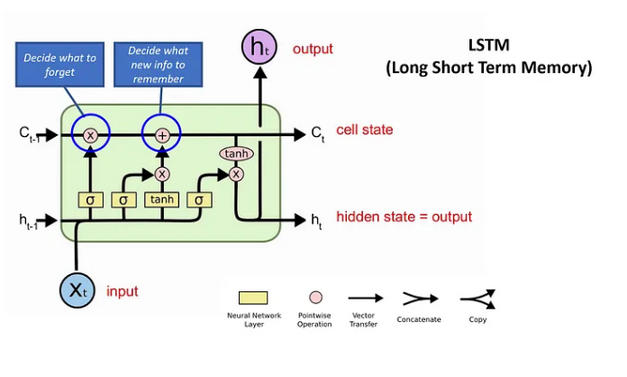 LSTM
(Long Short Term Memory)
Decide what to
forget
Decide what
new info to
remember
hₜ
output
Cₜ₋₁
x
+
Cₜ
cell state
tanh
x
x
σ
σ
tanh
σ
hₜ₋₁
hₜ
hidden state = output
Xₜ
input
Neural Network
Layer
Pointwise
Operation
Vector
Transfer
Concatenate
Copy